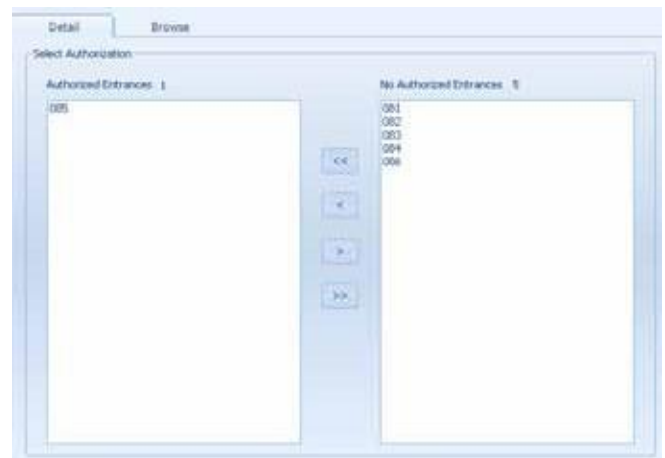 Detail Browse
Select Authorization
Authorized Entrances 1
005
<<
<
>
>>
No Authorized Entrances 5
001
002
003
004
006